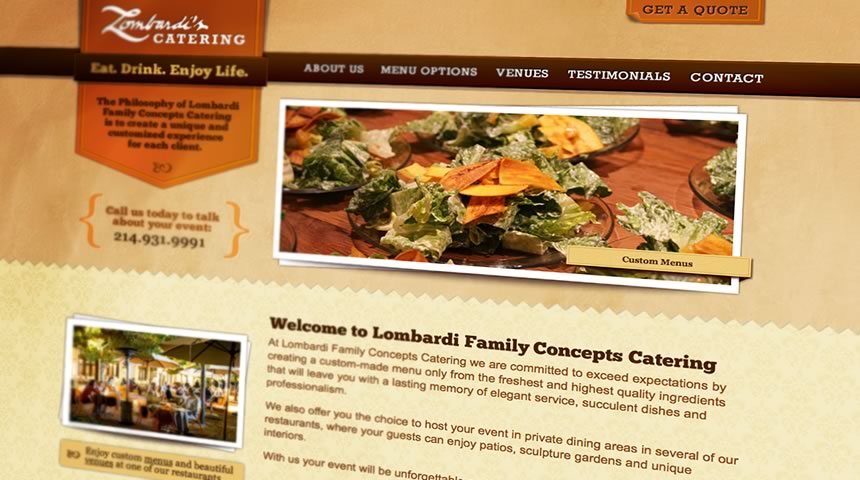 Lombardi's
CATERING
GET A QUOTE
Eat. Drink. Enjoy Life.
ABOUT US MENU OPTIONS VENUES TESTIMONIALS CONTACT
The Philosophy of Lombardi
Family Concepts Catering
is to create a unique and
customized experience
for each client.
Call us today to talk
about your event:
214.931.9991
Custom Menus
Welcome to Lombardi Family Concepts Catering
At Lombardi Family Concepts Catering we are committed to exceed expectations by
creating a custom-made menu only from the freshest and highest quality ingredients
that will leave you with a lasting memory of elegant service, succulent dishes and
professionalism.
We also offer you the choice to host your event in private dining areas in several of our
restaurants, where your guests can enjoy patios, sculpture gardens and unique
interiors.
With us your event will be unforgettable
Enjoy custom menus and beautiful
venues at one of our restaurants